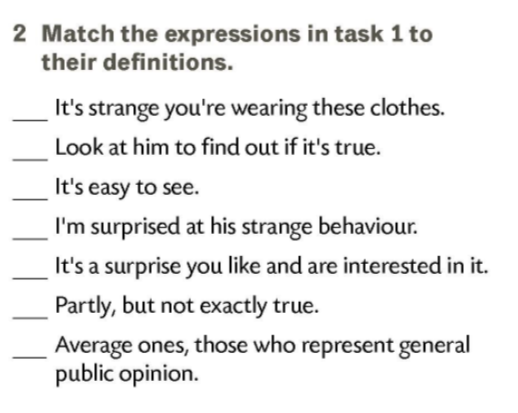 2 Match the expressions in task 1 to
their definitions.
___ It's strange you're wearing these clothes.
___ Look at him to find out if it's true.
___ It's easy to see.
___ I'm surprised at his strange behaviour.
___ It's a surprise you like and are interested in it.
___ Partly, but not exactly true.
___ Average ones, those who represent general
public opinion.